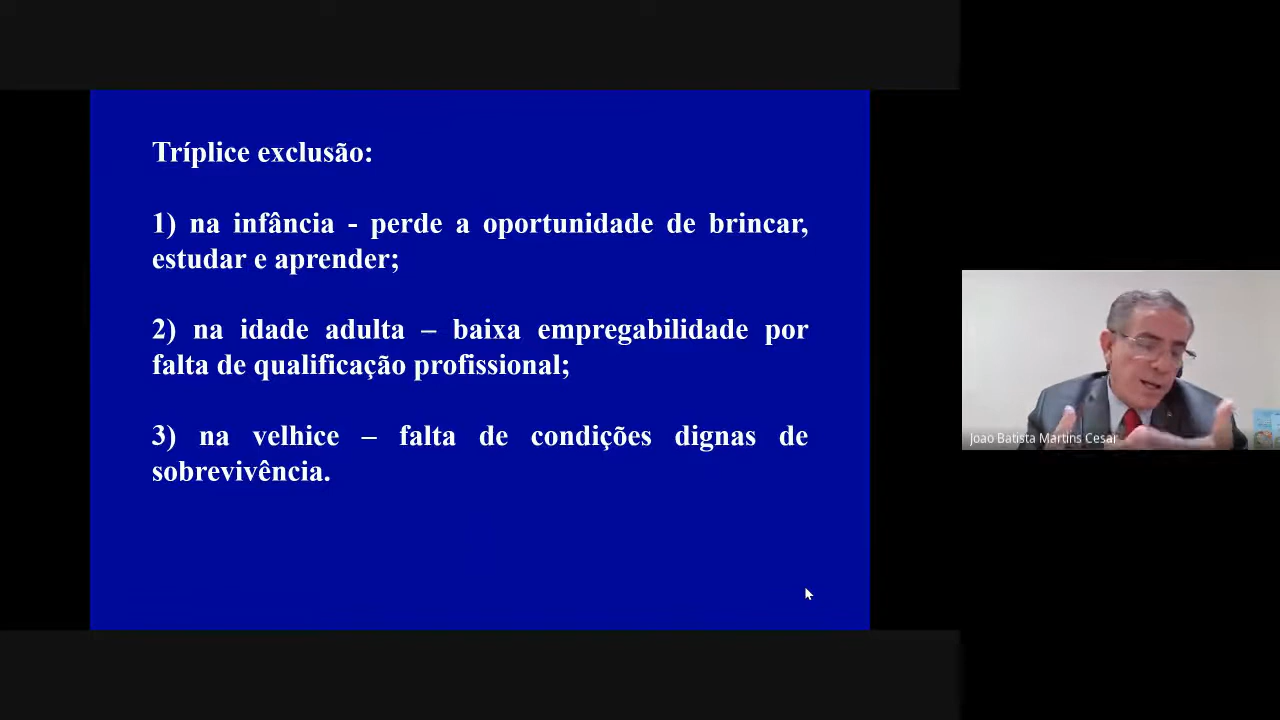 Tríplice exclusão:
1) na infância - perde a oportunidade de brincar,
estudar e aprender;
2) na idade adulta – baixa empregabilidade por
falta de qualificação profissional;
3) na velhice – falta de condições dignas de
sobrevivência.
Joao Batista Martins Cesar